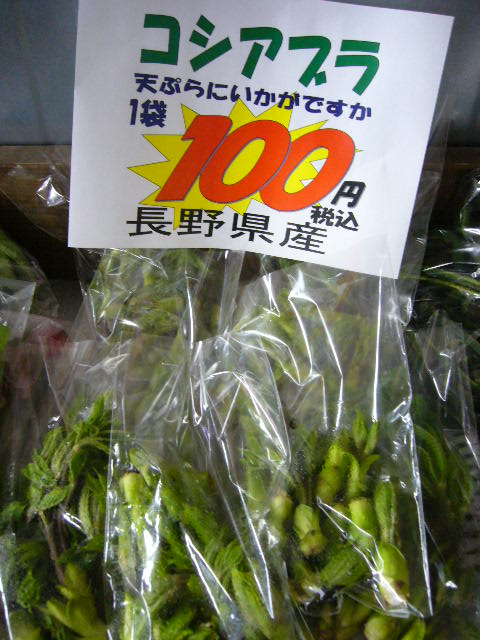 コシアブラ
天ぷらにいかがですか
1袋
100円
税込
長野県産